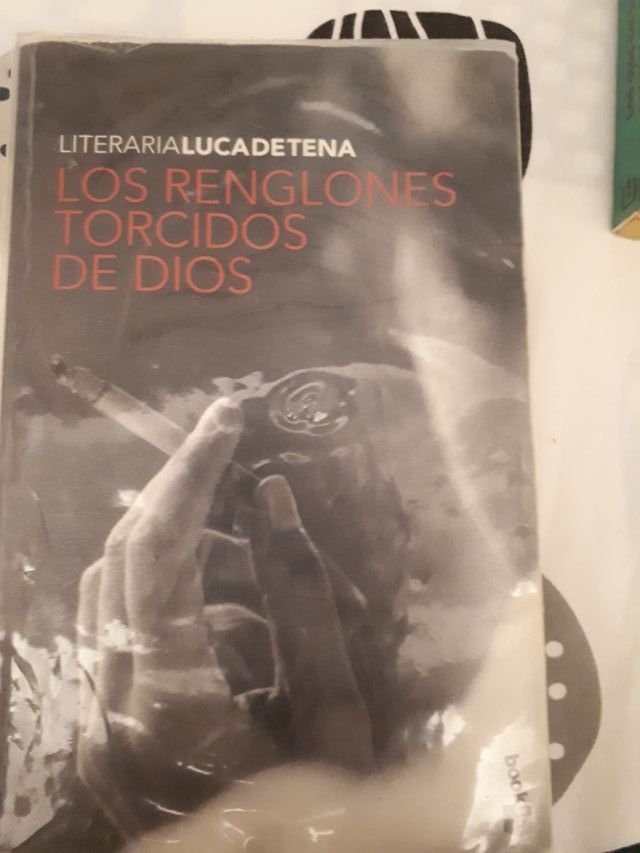 LITERARIALUCADETENA
LOS RENGLONES
TORCIDOS
DE DIOS